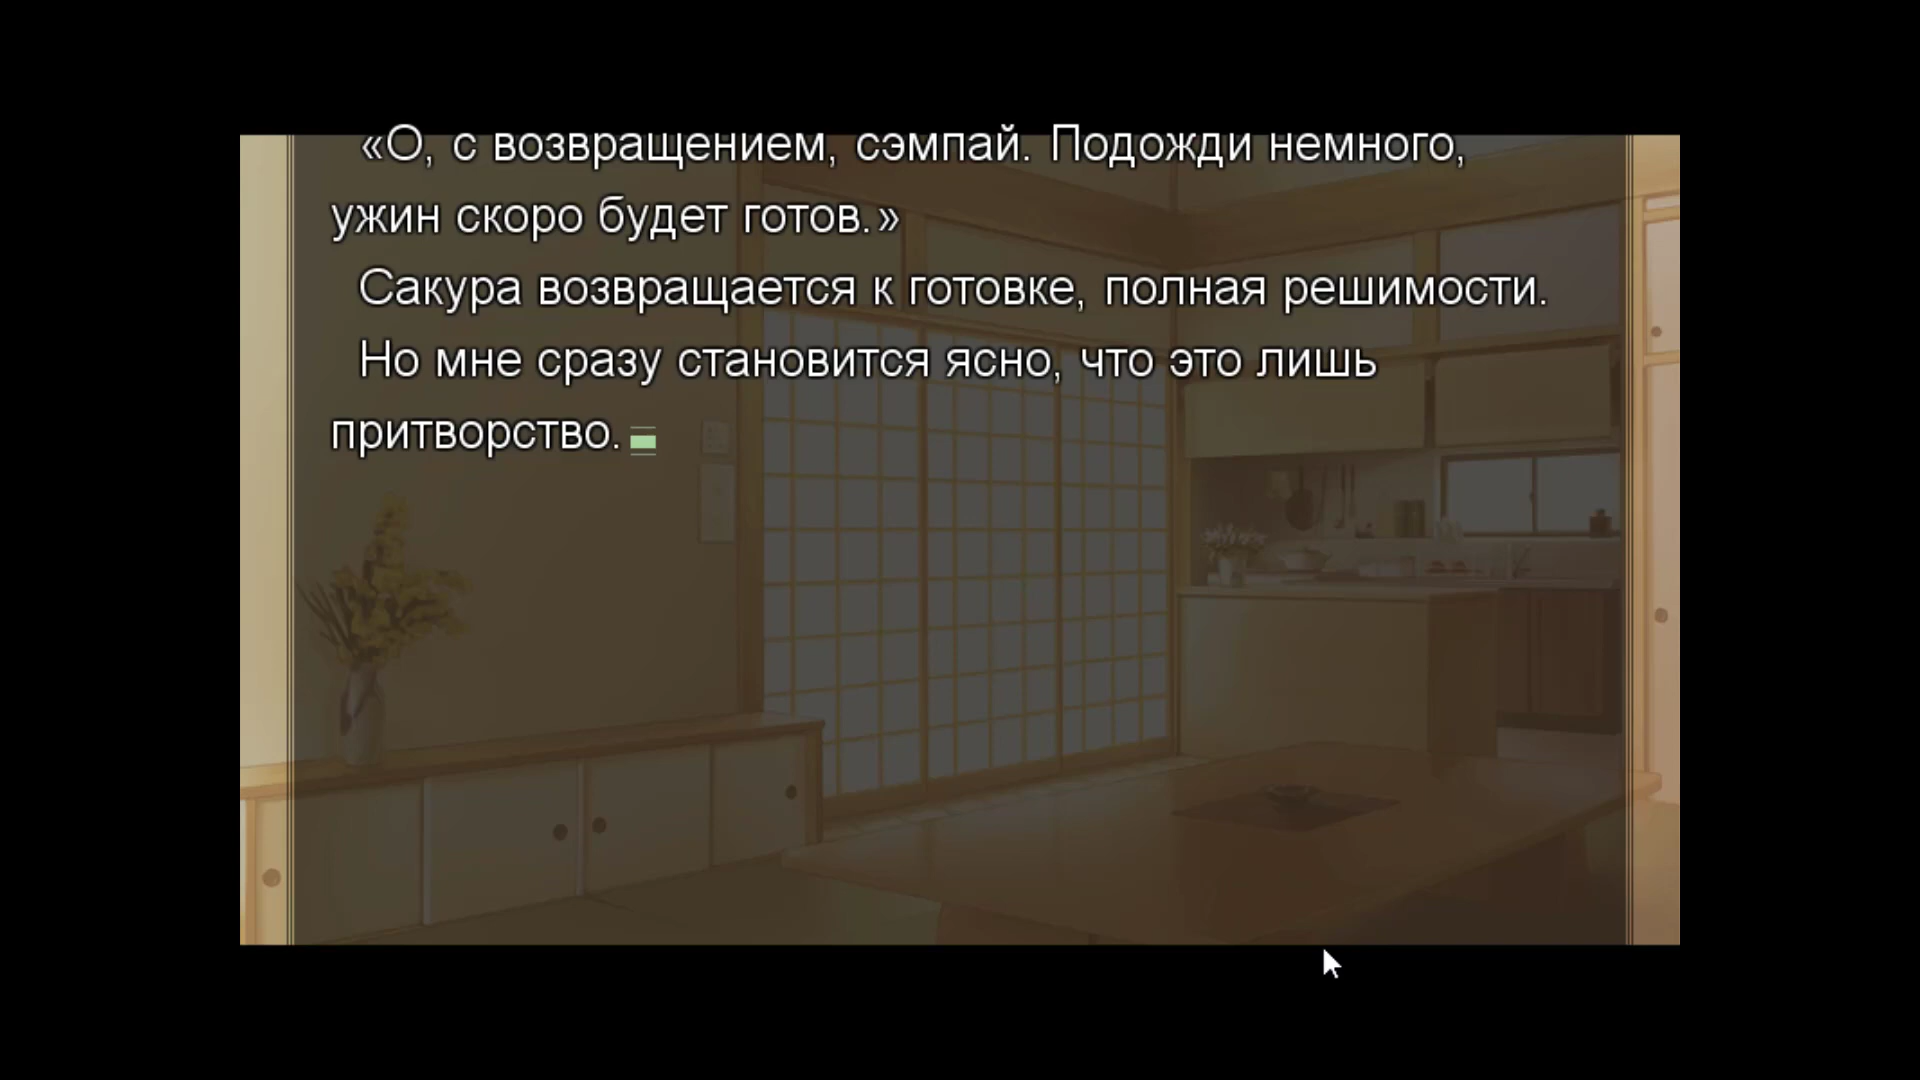 «О, с возвращением, сэмпай. Подожди немного,
ужин скоро будет готов.»
Сакура возвращается к готовке, полная решимости.
Но мне сразу становится ясно, что это лишь
притворство.